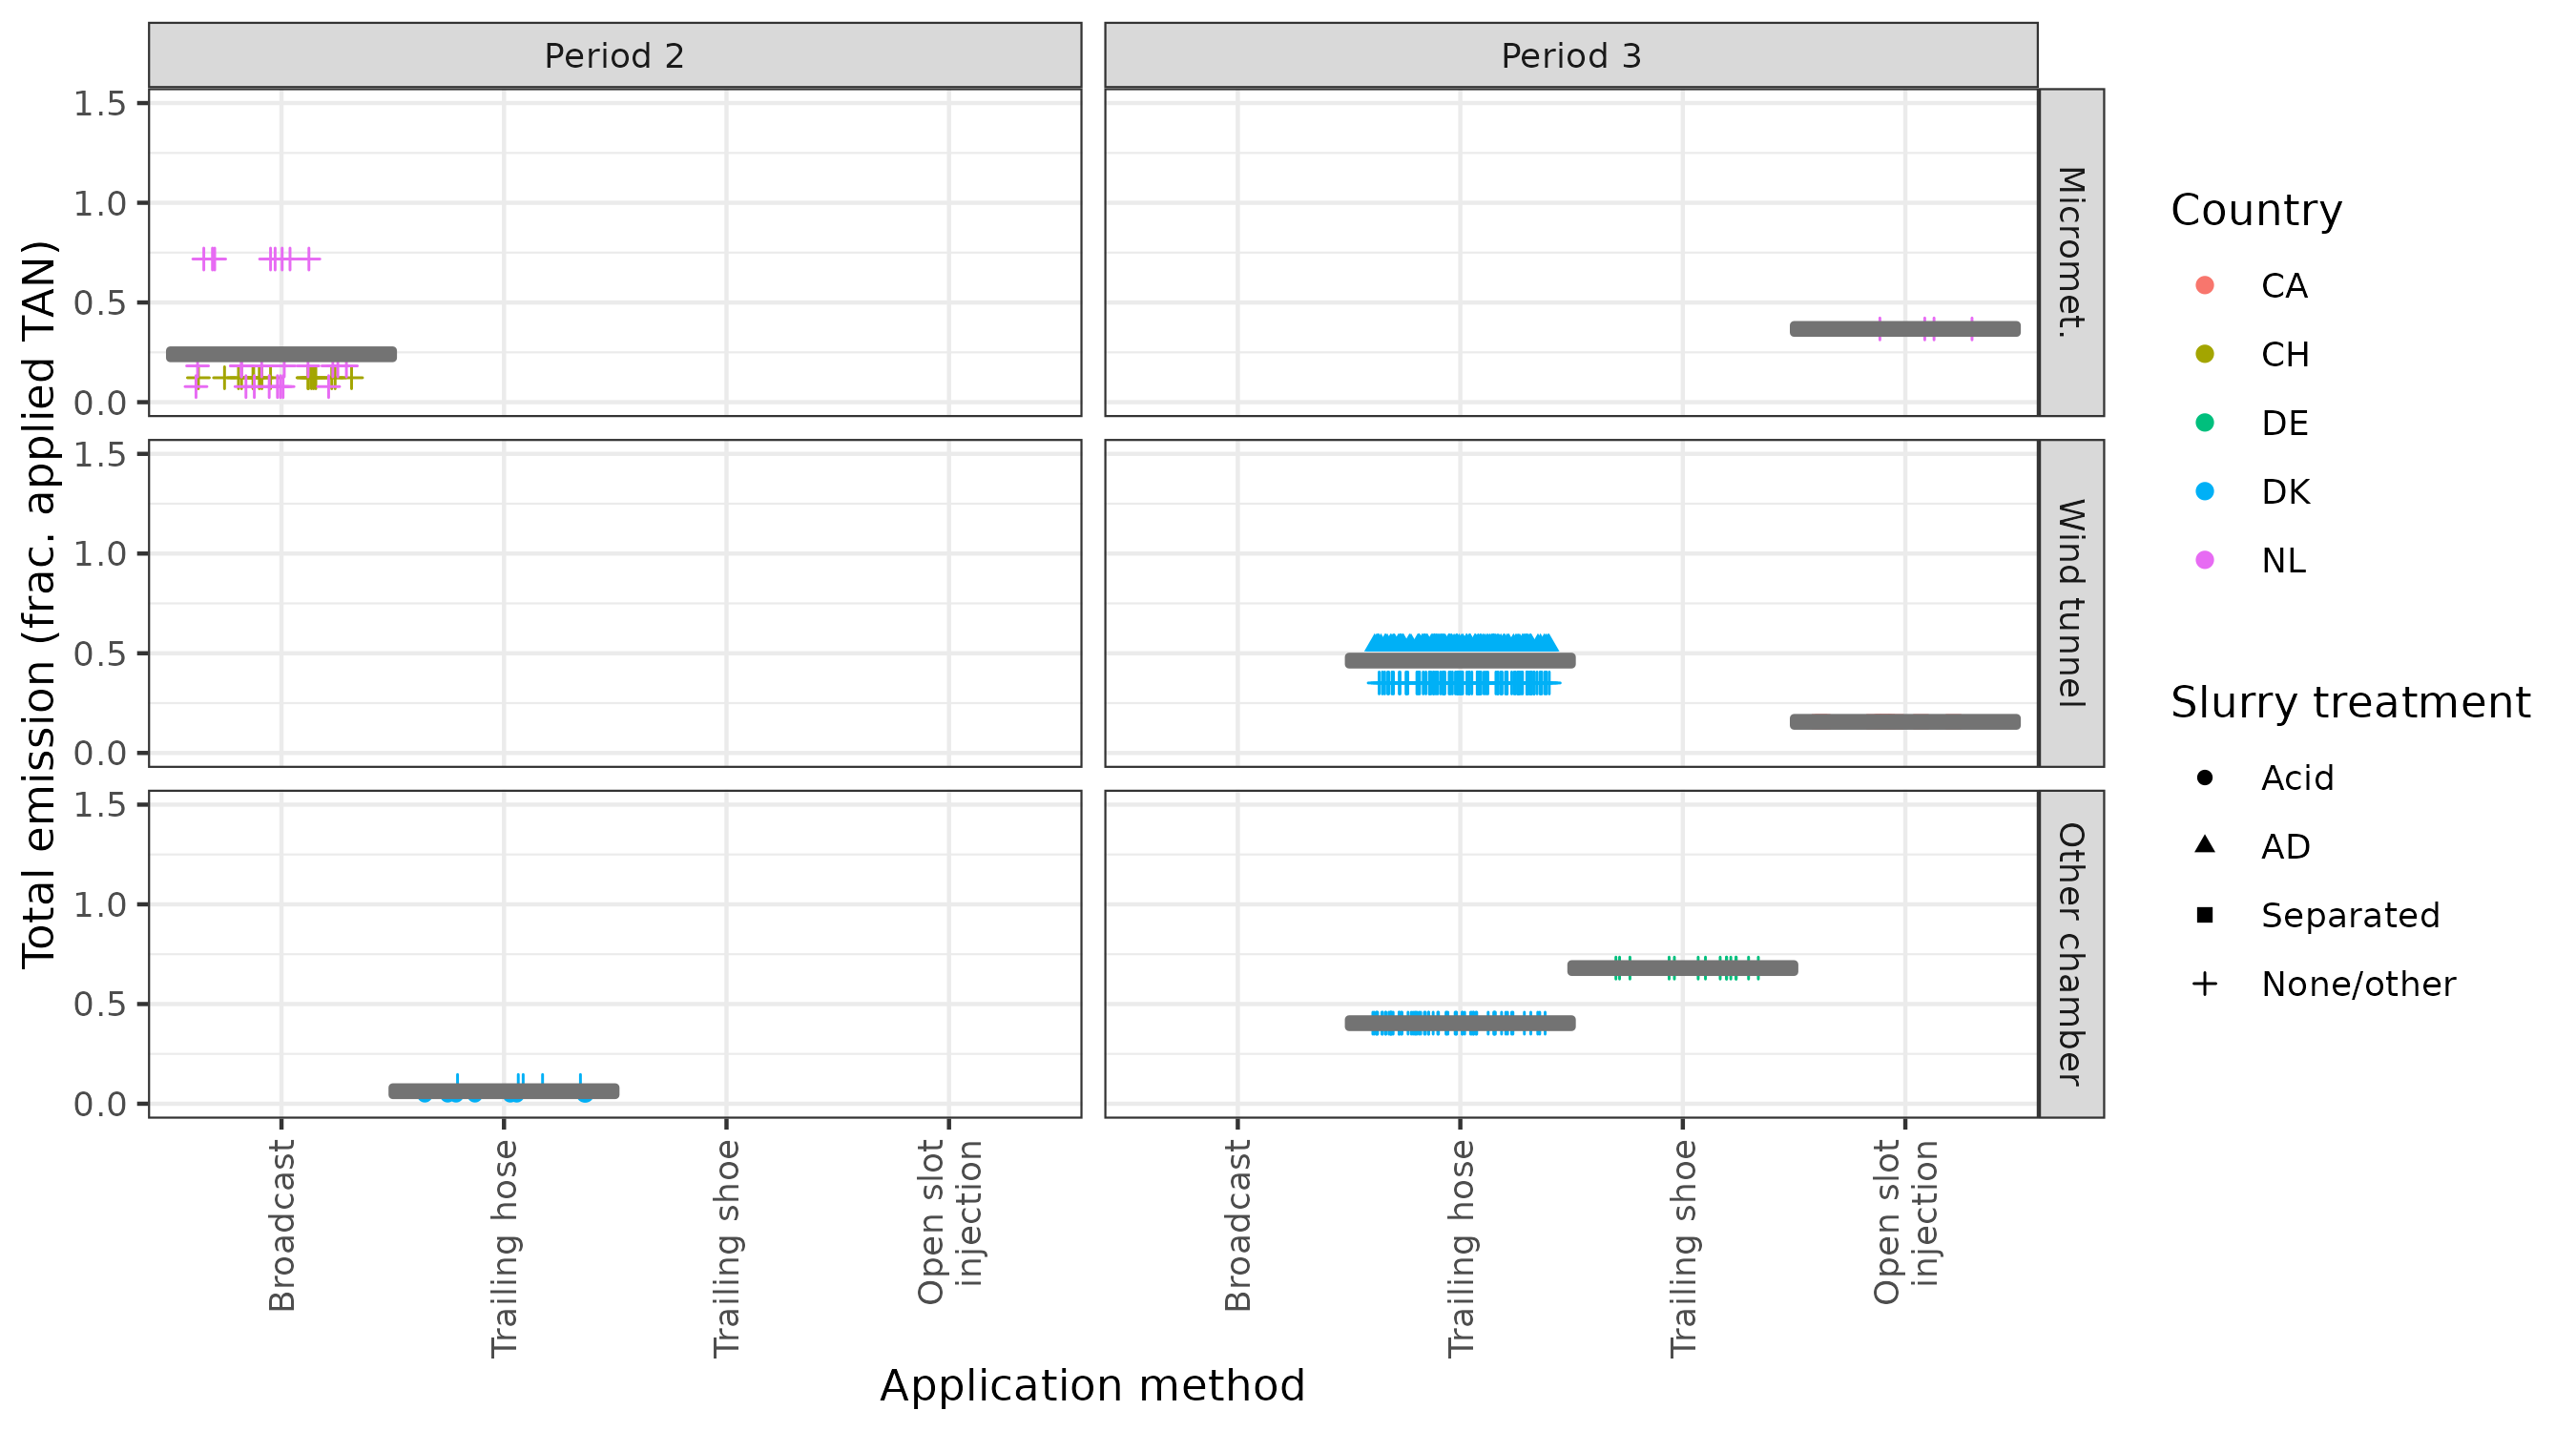 Period 2
Period 3
Total emission (frac. applied TAN)
1.5
1.0
0.5
0.0
Micromet.
1.5
1.0
0.5
0.0
Wind tunnel
1.5
1.0
0.5
0.0
Other chamber
Broadcast
Trailing hose
Trailing shoe
Open slot
injection
Broadcast
Trailing hose
Trailing shoe
Open slot
injection
Application method
Country
CA
CH
DE
DK
NL
Slurry treatment
Acid
AD
Separated
None/other